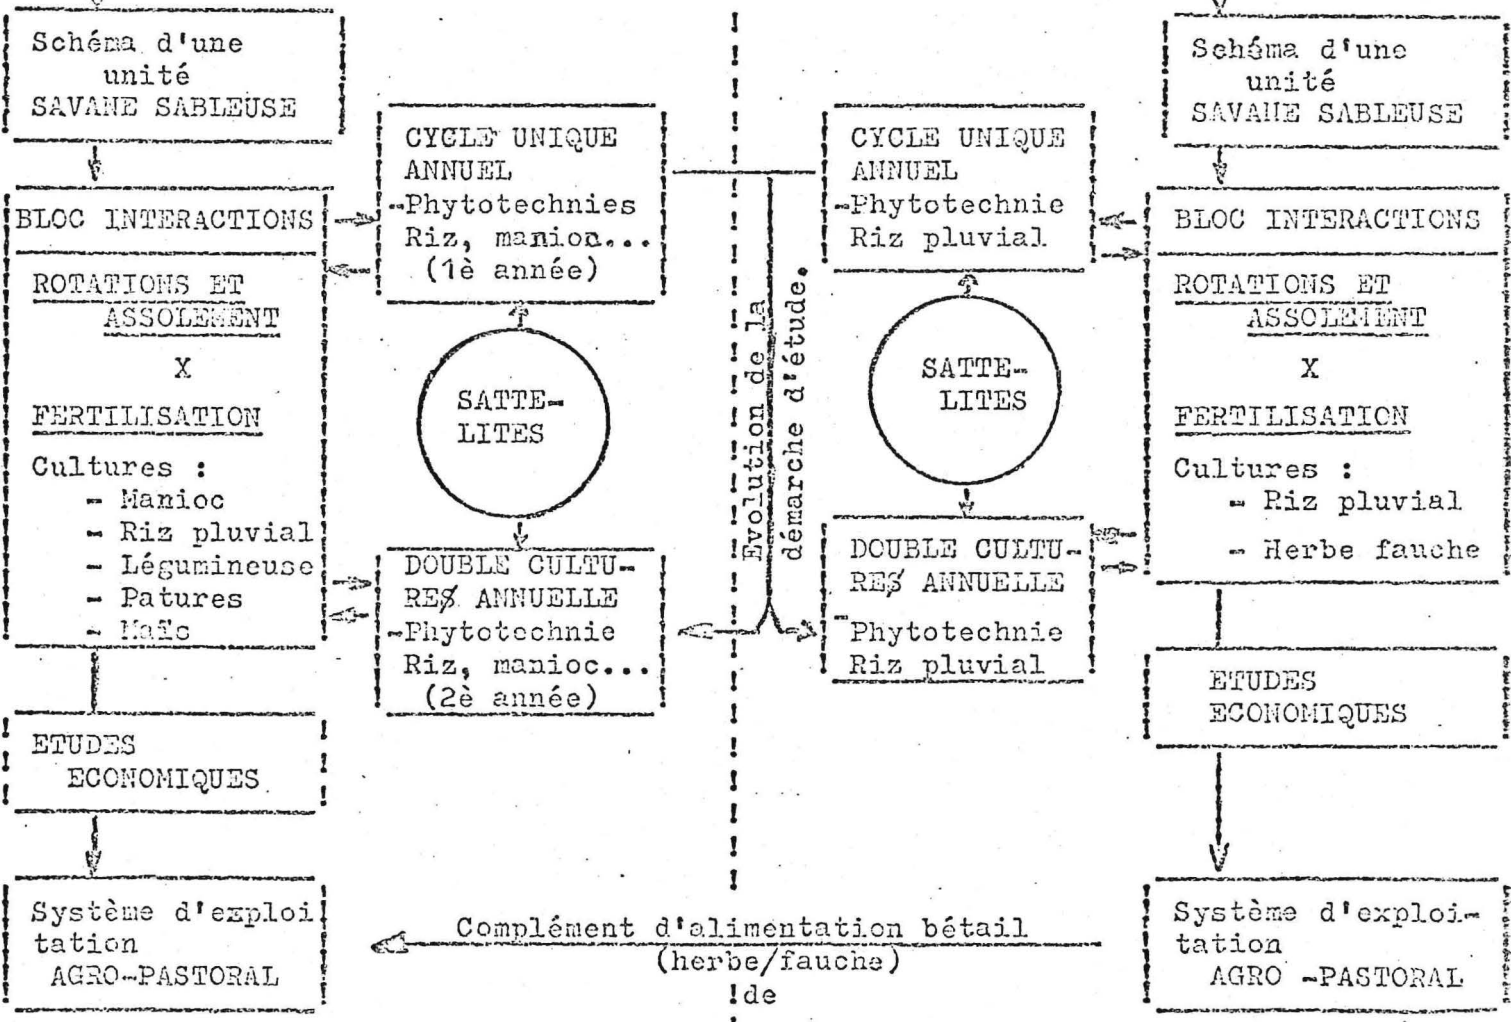 Schéma d'une
unité
SAVANE SABLEUSE
BLOC INTERACTIONS
ROTATIONS ET
ASSOLEMENT
X
FERTILISATION
Cultures :
- Manioc
- Riz pluvial
- Légumineuse
- Patures
- Maïs
ETUDES
ECONOMIQUES
Système d'exploi
tation
AGRO-PASTORAL
CYCLE UNIQUE
ANNUEL
-Phytotechnies
Riz, manioc...
(1è année)
SATTE-
LITES
DOUBLE CULTU-
RES ANNUELLE
-Phytotechnie
Riz, manioc...
(2è année)
Evolution de la
démarche d'étude.
CYCLE UNIQUE
ANNUEL
-Phytotechnie
Riz pluvial
SATTE-
LITES
DOUBLE CULTU-
RES ANNUELLE
-Phytotechnie
Riz pluvial
Schéma d'une
unité
SAVANE SABLEUSE
BLOC INTERACTIONS
ROTATIONS ET
ASSOLEMENT
X
FERTILISATION
Cultures :
- Riz pluvial
- Herbe fauche
ETUDES
ECONOMIQUES
Système d'exploi-
tation
AGRO -PASTORAL
Complément d'alimentation bétail
(herbe/fauche)
de